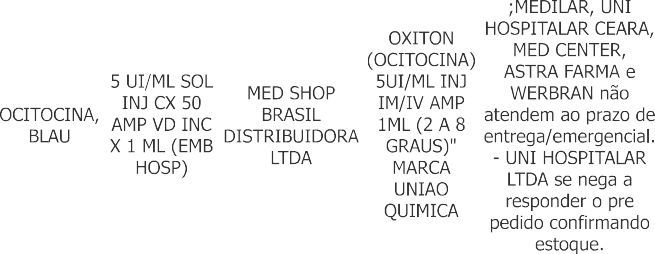 OCITOCINA,
BLAU
5 UI/ML SOL
INJ CX 50
AMP VD INC
X 1 ML (EMB
HOSP)
MED SHOP
BRASIL
DISTRIBUIDORA
LTDA
OXITON
(OCITOCINA)
5UI/ML INJ
IM/IV AMP
1ML (2 A 8
GRAUS)"
MARCA
UNIAO
QUIMICA
;MEDILAR, UNI
HOSPITALAR CEARA,
MED CENTER,
ASTRA FARMA e
WERBRAN não
atendem ao prazo de
entrega/emergencial.
- UNI HOSPITALAR
LTDA se nega a
responder o pre
pedido confirmando
estoque.